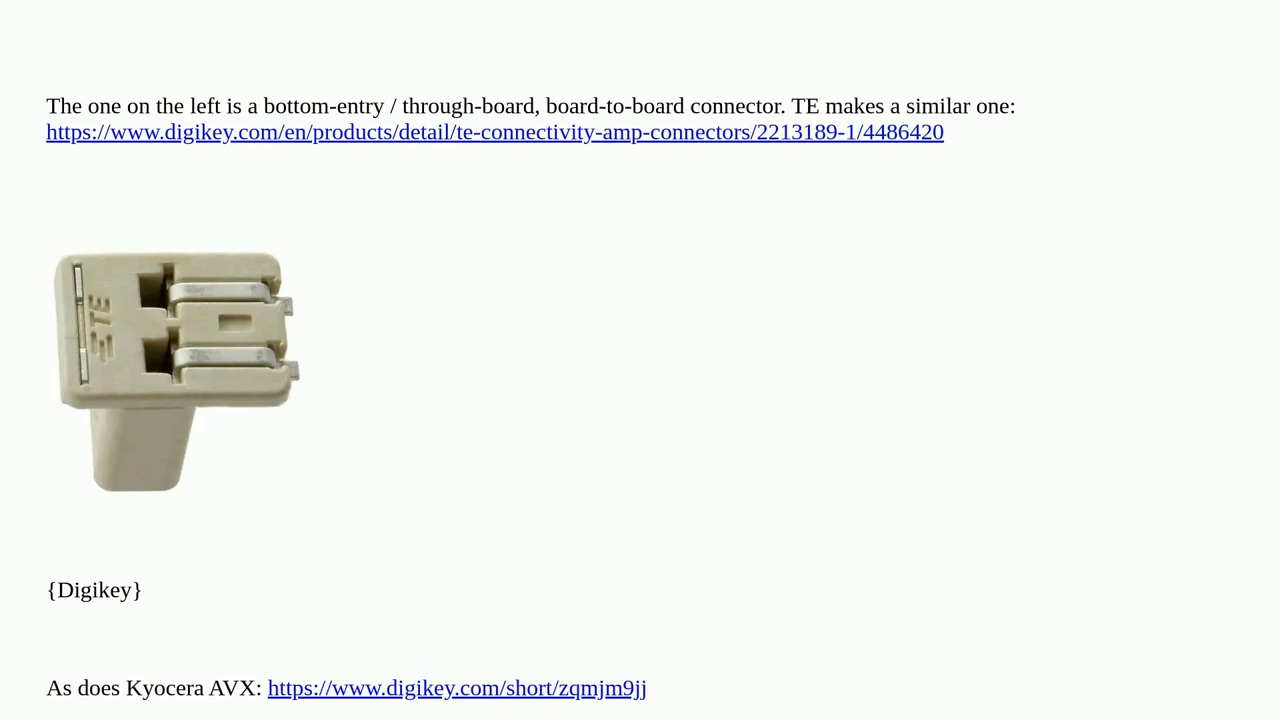 The one on the left is a bottom-entry / through-board, board-to-board connector. TE makes a similar one:
https://www.digikey.com/en/products/detail/te-connectivity-amp-connectors/2213189-1/4486420
TE
{Digikey}
As does Kyocera AVX: https://www.digikey.com/short/zqmjm9jj